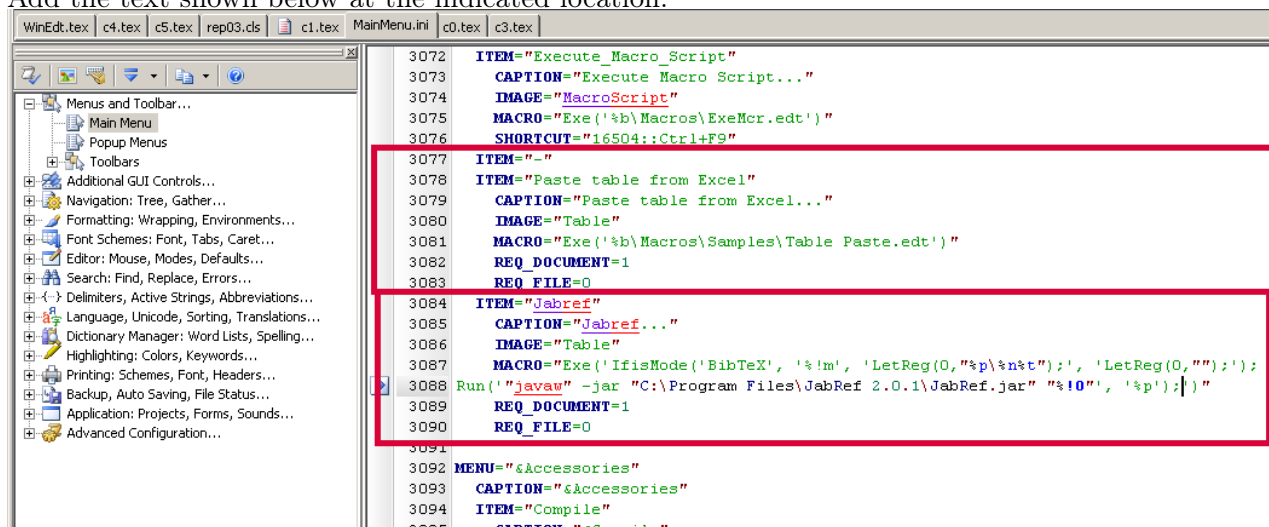 Add the text shown below at the indicated location.
WinEdt.tex c4.tex c5.tex rep03.cls c1.tex MainMenu.ini c0.tex c3.tex
Menus and Toolbar...
Main Menu
Popup Menus
Toolbars
Additional GUI Controls...
Navigation: Tree, Gather...
Formatting: Wrapping, Environments...
Font Schemes: Font, Tabs, Caret...
Editor: Mouse, Modes, Defaults...
Search: Find, Replace, Errors...
Delimiters, Active Strings, Abbreviations...
Language, Unicode, Sorting, Translations...
Dictionary Manager: Word Lists, Spelling...
Highlighting: Colors, Keywords...
Printing: Schemes, Font, Headers...
Backup, Auto Saving, File Status...
Application: Projects, Forms, Sounds...
Advanced Configuration...
3072 ITEM="Execute_Macro_Script"
3073 CAPTION="Execute Macro Script..."
3074 IMAGE="MacroScript"
3075 MACRO="Exe('%b\Macros\ExeMcr.edt')"
3076 SHORTCUT="16504::Ctrl+F9"
3077 ITEM="-"
3078 ITEM="Paste table from Excel"
3079 CAPTION="Paste table from Excel..."
3080 IMAGE="Table"
3081 MACRO="Exe('%b\Macros\Samples\Table Paste.edt')"
3082 REQ_DOCUMENT=1
3083 REQ_FILE=0
3084 ITEM="Jabref"
3085 CAPTION="Jabref..."
3086 IMAGE="Table"
3087 MACRO="Exe('IfisMode('BibTeX', '%!m', 'LetReg(0,"%p\%n%t");', 'LetReg(0,"");');
3088 Run('"javaw" -jar "C:\Program Files\JabRef 2.0.1\JabRef.jar" "%!0"', '%p');')"
3089 REQ_DOCUMENT=1
3090 REQ_FILE=0
3091
3092 MENU="&Accessories"
3093 CAPTION="&Accessories"
3094 ITEM="Compile"